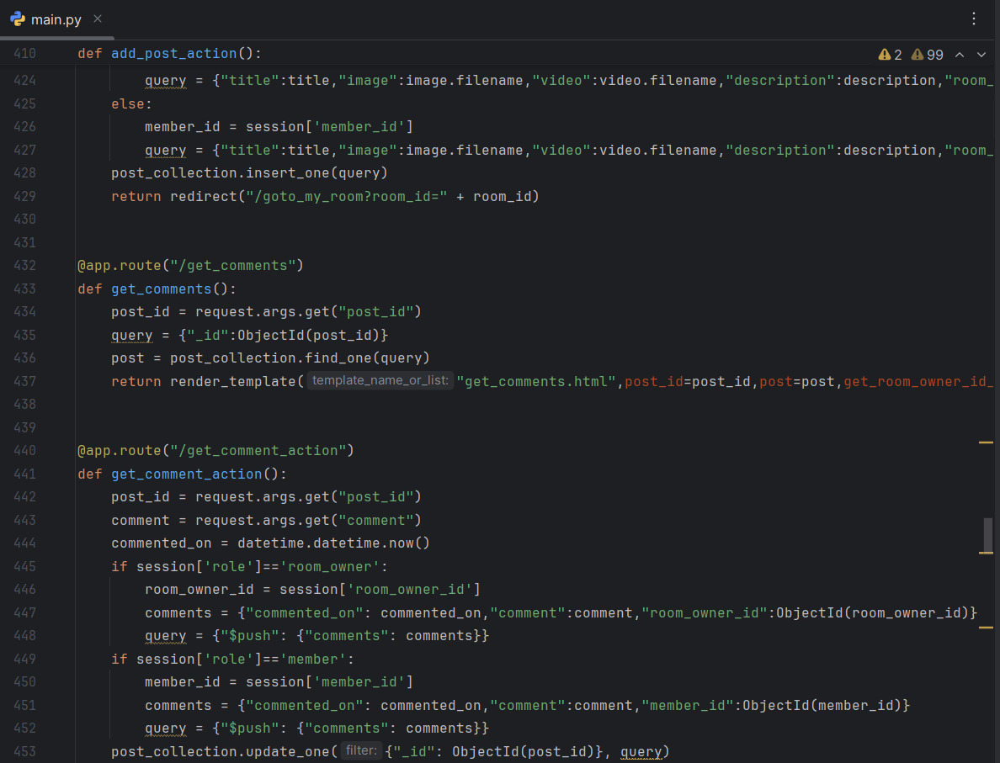 main.py
410 def add_post_action(): 2 99
424 query = {"title":title,"image":image.filename,"video":video.filename,"description":description,"room_
425 else:
426 member_id = session['member_id']
427 query = {"title":title,"image":image.filename,"video":video.filename,"description":description,"room_
428 post_collection.insert_one(query)
429 return redirect("/goto_my_room?room_id=" + room_id)
430
431
432 @app.route("/get_comments")
433 def get_comments():
434 post_id = request.args.get("post_id")
435 query = {"_id":ObjectId(post_id)}
436 post = post_collection.find_one(query)
437 return render_template( template_name_or_list: "get_comments.html",post_id=post_id,post=post,get_room_owner_id_
438
439
440 @app.route("/get_comment_action")
441 def get_comment_action():
442 post_id = request.args.get("post_id")
443 comment = request.args.get("comment")
444 commented_on = datetime.datetime.now()
445 if session['role']=='room_owner':
446 room_owner_id = session['room_owner_id']
447 comments = {"commented_on": commented_on,"comment":comment,"room_owner_id":ObjectId(room_owner_id)}
448 query = {"$push": {"comments": comments}}
449 if session['role']=='member':
450 member_id = session['member_id']
451 comments = {"commented_on": commented_on,"comment":comment,"member_id":ObjectId(member_id)}
452 query = {"$push": {"comments": comments}}
453 post_collection.update_one( filter: {"_id": ObjectId(post_id)}, query)